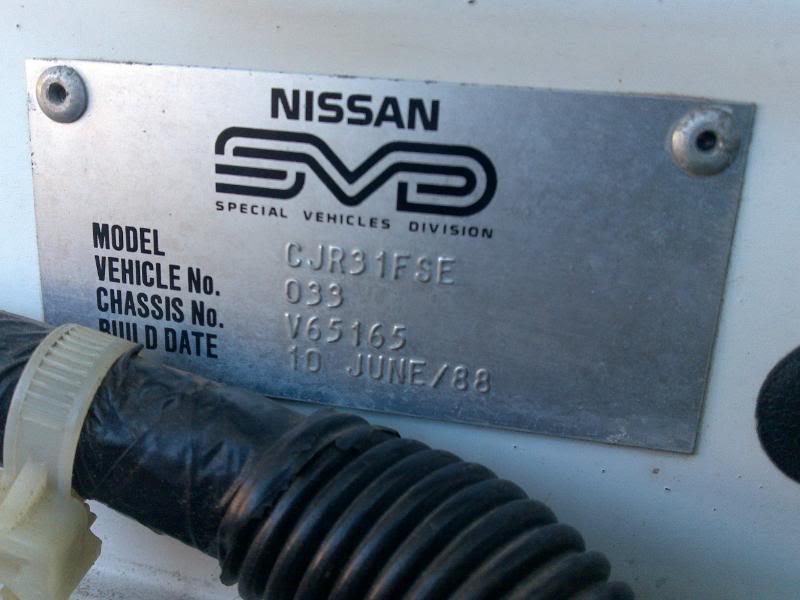 NISSAN
SVD
SPECIAL VEHICLES DIVISION
MODEL CJR31FSE
VEHICLE No. 033
CHASSIS No. V65165
BUILD DATE 10 JUNE/88